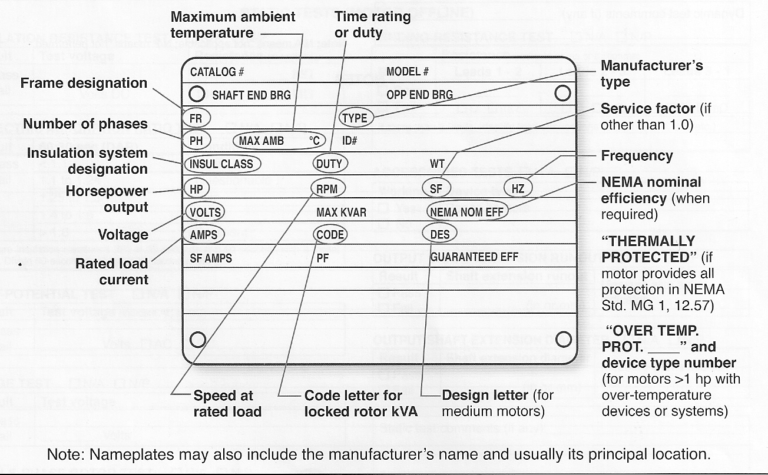 Maximum ambient
temperature
Time rating
or duty
Frame designation
Number of phases
Insulation system
designation
Horsepower
output
Voltage
Rated load
current
CATALOG #
MODEL #
SHAFT END BRG
OPP END BRG
FR
TYPE
PH
MAX AMB °C
ID#
INSUL CLASS
DUTY
WT
HP
RPM
SF
HZ
VOLTS
MAX KVAR
NEMA NOM EFF
AMPS
CODE
DES
SF AMPS
PF
GUARANTEED EFF
Manufacturer's
type
Service factor (if
other than 1.0)
Frequency
NEMA nominal
efficiency (when
required)
“THERMALLY
PROTECTED” (if
motor provides all
protection in NEMA
Std. MG 1, 12.57)
“OVER TEMP.
PROT. ____” and
device type number
(for motors >1 hp with
over-temperature
devices or systems)
Speed at
rated load
Code letter for
locked rotor kVA
Design letter (for
medium motors)
Note: Nameplates may also include the manufacturer's name and usually its principal location.